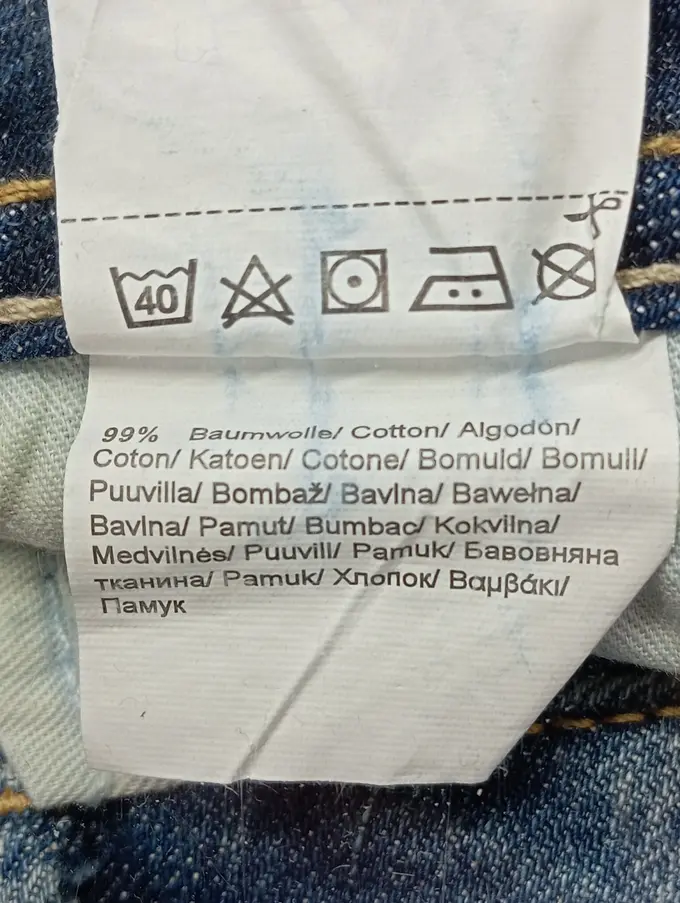 40
99% Baumwolle/ Cotton/ Algodón/
Coton/ Katoen/ Cotone/ Bomuld/ Bomull/
Puuvilla/ Bombaž/ Bavlna/ Bawełna/
Bavlna/ Pamut/ Bumbac/ Kokvilna/
Medvilnės/ Puuvill/ Pamuk/ Бавовняна
тканина/ Pamuk/ Хлопок/ Βαμβάκι/
Памук